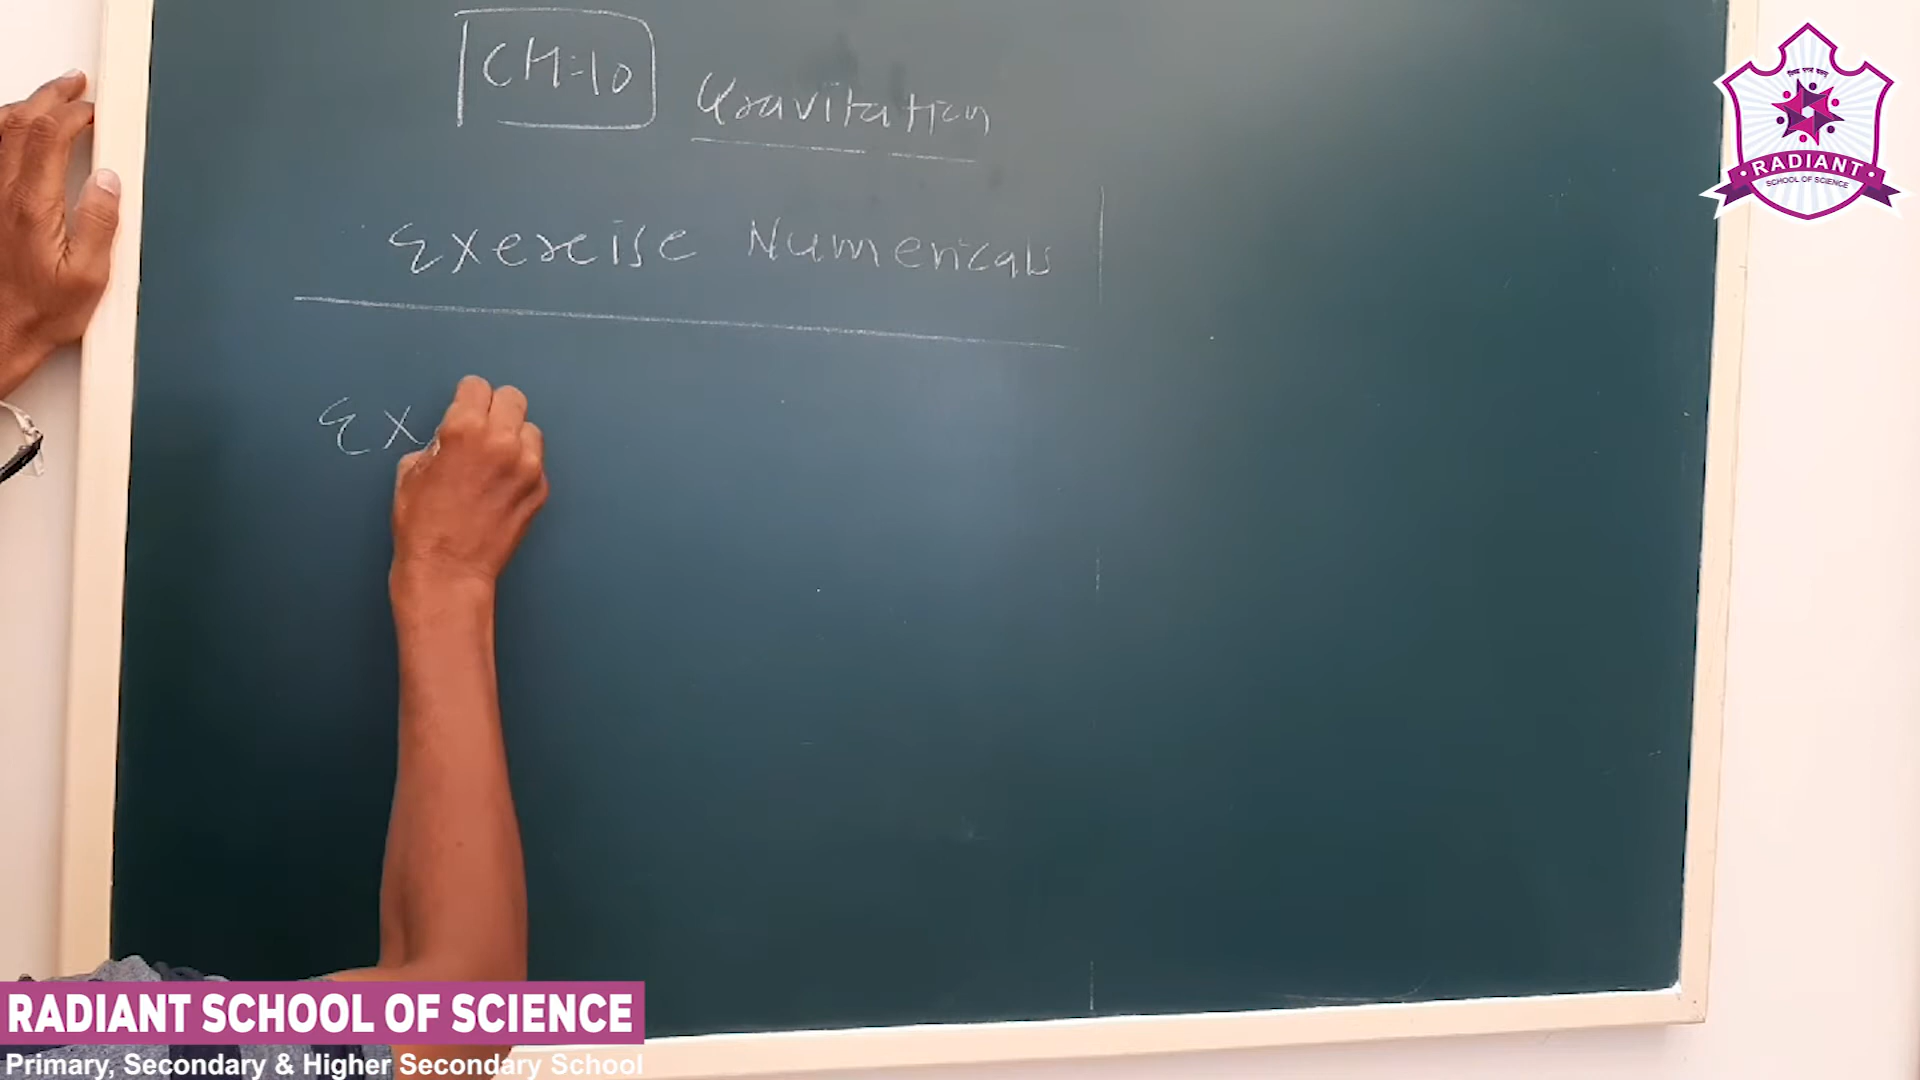 CH=10 Gravitation
Exercise Numericals
Ex
RADIANT
SCHOOL OF SCIENCE
RADIANT SCHOOL OF SCIENCE
Primary, Secondary & Higher Secondary School